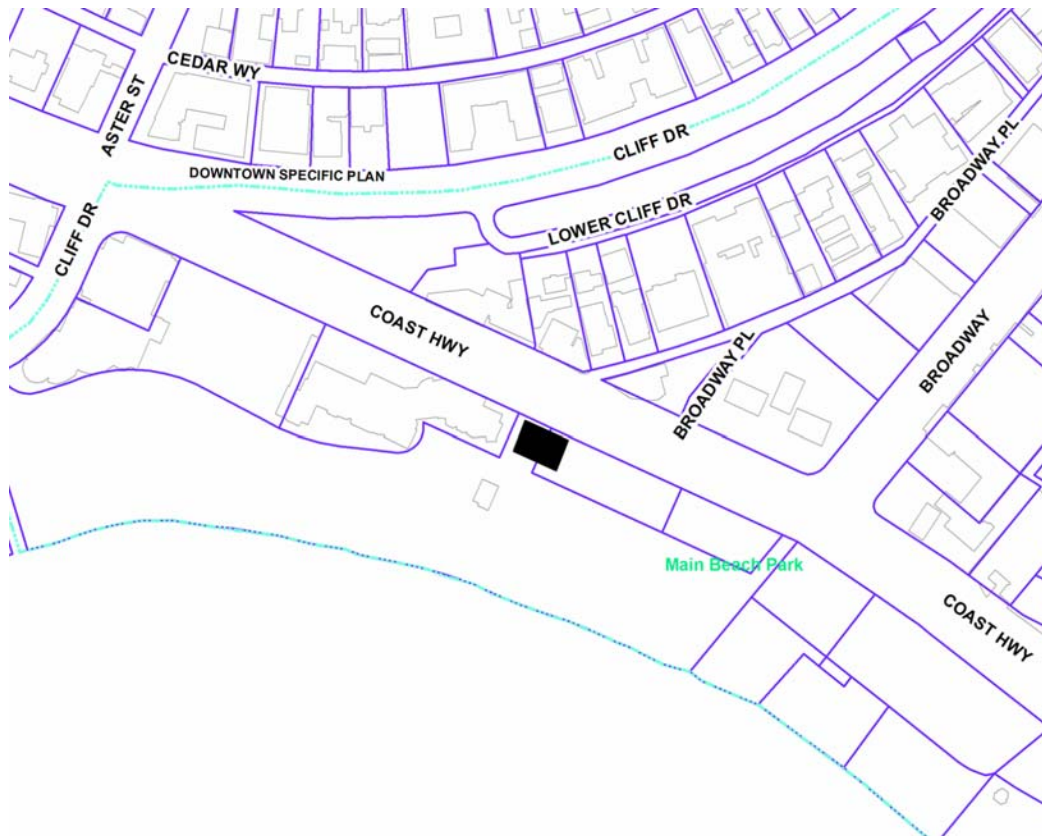 CEDAR WY
ASTER ST
CLIFF DR
DOWNTOWN SPECIFIC PLAN
BROADWAY PL
LOWER CLIFF DR
CLIFF DR
COAST HWY
BROADWAY
BROADWAY PL
Main Beach Park
COAST HWY